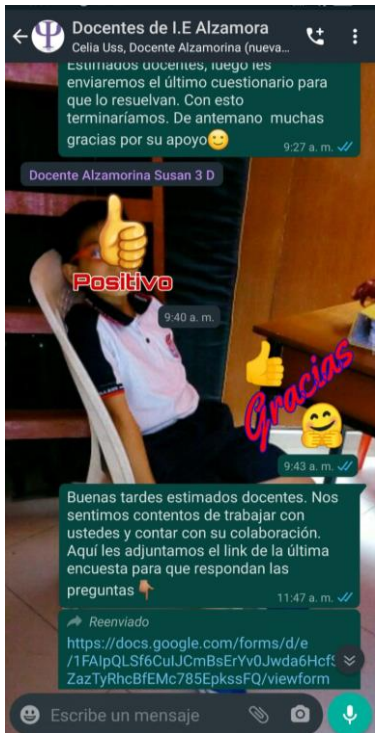 Docentes de I.E Alzamora
Celia Uss, Docente Alzamorina (nueva...
Estimados docentes, luego les
enviaremos el último cuestionario para
que lo resuelvan. Con esto
terminaríamos. De antemano muchas
gracias por su apoyo🙂
9:27 a. m.
Docente Alzamorina Susan 3 D
Positivo
9:40 a. m.
Gracias
9:43 a. m.
Buenas tardes estimados docentes. Nos
sentimos contentos de trabajar con
ustedes y contar con su colaboración.
Aquí les adjuntamos el link de la última
encuesta para que respondan las
preguntas 👇🏽
11:47 a. m.
Reenviado
https://docs.google.com/forms/d/e
ZazTyRhcBfEMc785EpkssFQ/viewform
Escribe un mensaje